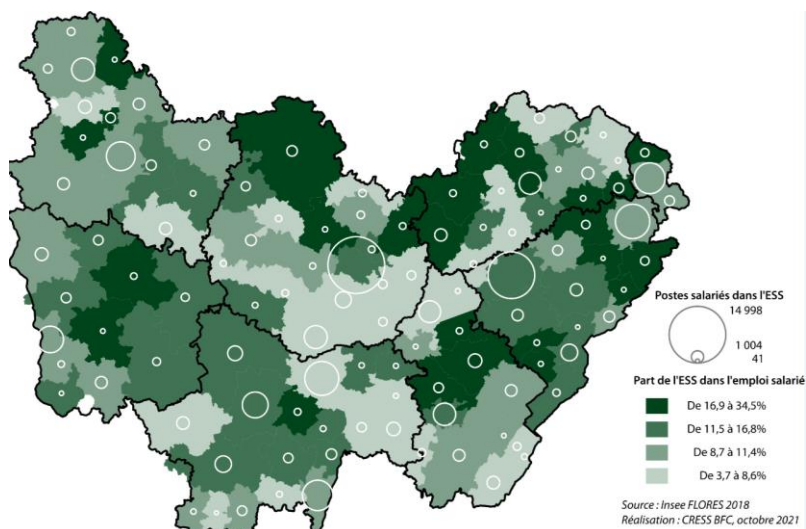 Postes salariés dans l'ESS
14 998
1 004
41
Part de l'ESS dans l'emploi salarié
De 16,9 à 34,5%
De 11,5 à 16,8%
De 8,7 à 11,4%
De 3,7 à 8,6%
Source : Insee FLORES 2018
Réalisation : CRESS BFC, octobre 2021